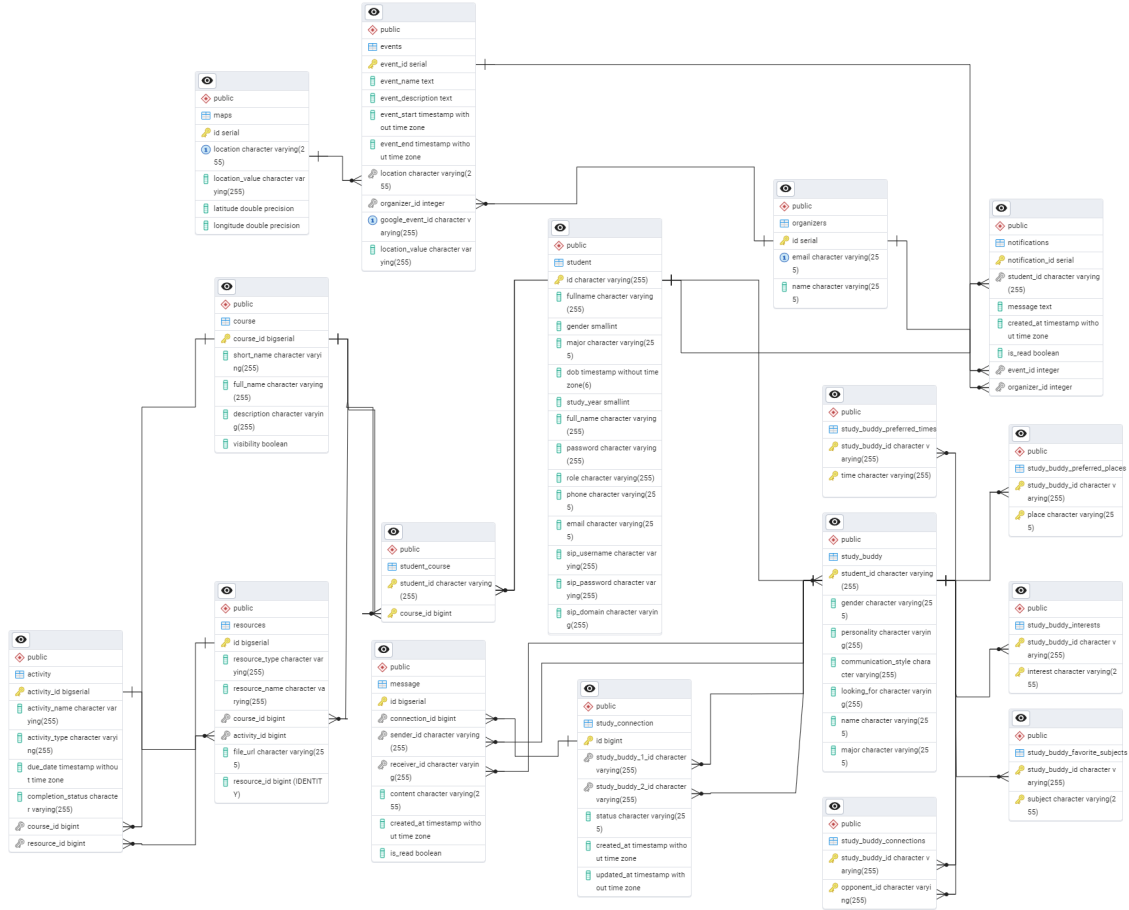 public
events
event_id serial
event_name text
event_description text
event_start timestamp with
out time zone
event_end timestamp witho
ut time zone
location character varying(2
55)
organizer_id integer
google_event_id character v
arying(255)
location_value character var
ying(255)
public
maps
id serial
location character varying(2
55)
location_value character var
ying(255)
latitude double precision
longitude double precision
public
organizers
id serial
email character varying(25
5)
name character varying(25
5)
public
notifications
notification_id serial
student_id character varying
(255)
message text
created_at timestamp witho
ut time zone
is_read boolean
event_id integer
organizer_id integer
public
student
id character varying(255)
fullname character varying
(255)
gender smallint
major character varying(25
5)
dob timestamp without time
zone(6)
study_year smallint
full_name character varying
(255)
password character varying
(255)
role character varying(255)
phone character varying(25
5)
email character varying(25
5)
sip_username character var
ying(255)
sip_password character va
rying(255)
sip_domain character varyin
g(255)
public
course
course_id bigserial
short_name character varyi
ng(255)
full_name character varying
(255)
description character varyin
g(255)
visibility boolean
public
student_course
student_id character varying
(255)
course_id bigint
public
study_buddy_preferred_times
study_buddy_id character v
arying(255)
time character varying(255)
public
study_buddy_preferred_places
study_buddy_id character v
arying(255)
place character varying(25
5)
public
study_buddy
student_id character varying
(255)
gender character varying(25
5)
personality character varyin
g(255)
communication_style chara
cter varying(255)
looking_for character varyin
g(255)
name character varying(25
5)
major character varying(25
5)
public
study_buddy_interests
study_buddy_id character v
arying(255)
interest character varying(2
55)
public
resources
id bigserial
resource_type character var
ying(255)
resource_name character va
rying(255)
course_id bigint
activity_id bigint
file_url character varying(25
5)
resource_id bigint (IDENTIT
Y)
public
activity
activity_id bigserial
activity_name character var
ying(255)
activity_type character varyi
ng(255)
due_date timestamp withou
t time zone
completion_status characte
r varying(255)
course_id bigint
resource_id bigint
public
message
id bigserial
connection_id bigint
sender_id character varying
(255)
receiver_id character varyin
g(255)
content character varying(2
55)
created_at timestamp witho
ut time zone
is_read boolean
public
study_connection
id bigint
study_buddy_1_id character
varying(255)
study_buddy_2_id character
varying(255)
status character varying(25
5)
created_at timestamp witho
ut time zone
updated_at timestamp with
out time zone
public
study_buddy_favorite_subjects
study_buddy_id character v
arying(255)
subject character varying(2
55)
public
study_buddy_connections
study_buddy_id character v
arying(255)
opponent_id character varyi
ng(255)